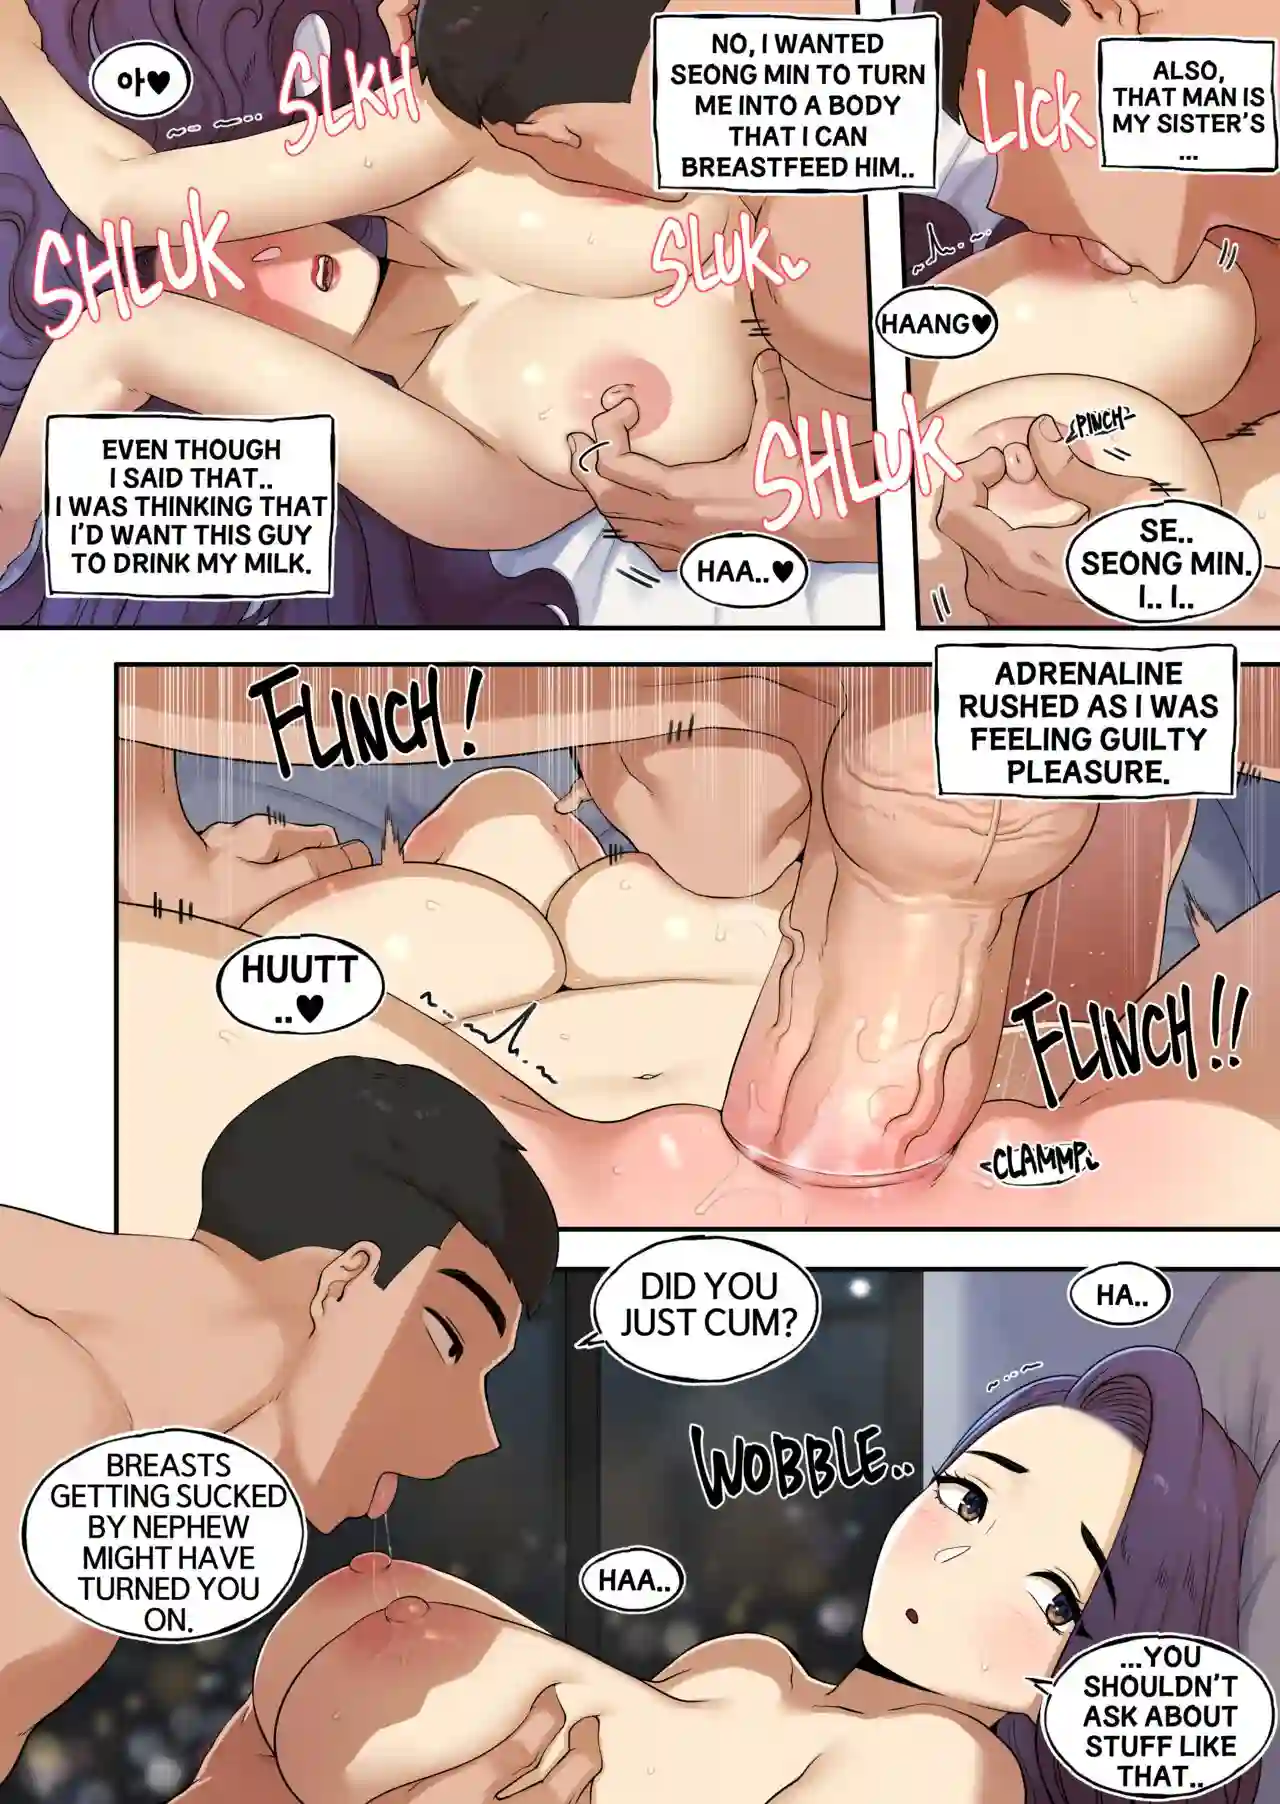 아♥
SLKH
NO, I WANTED
SEONG MIN TO TURN
ME INTO A BODY
THAT I CAN
BREASTFEED HIM..
LICK
ALSO,
THAT MAN IS
MY SISTER'S
...
SHLUK
SLUK
HAANG♥
PINCH
EVEN THOUGH
I SAID THAT..
I WAS THINKING THAT
I'D WANT THIS GUY
TO DRINK MY MILK.
SHLUK
HAA..♥
SE..
SEONG MIN.
I.. I..
FLINCH!
ADRENALINE
RUSHED AS I WAS
FEELING GUILTY
PLEASURE.
HUUTT
..♥
FLINCH!!
CLAMMP
DID YOU
JUST CUM?
HA..
WOBBLE..
BREASTS
GETTING SUCKED
BY NEPHEW
MIGHT HAVE
TURNED YOU
ON.
HAA..
...YOU
SHOULDN'T
ASK ABOUT
STUFF LIKE
THAT..